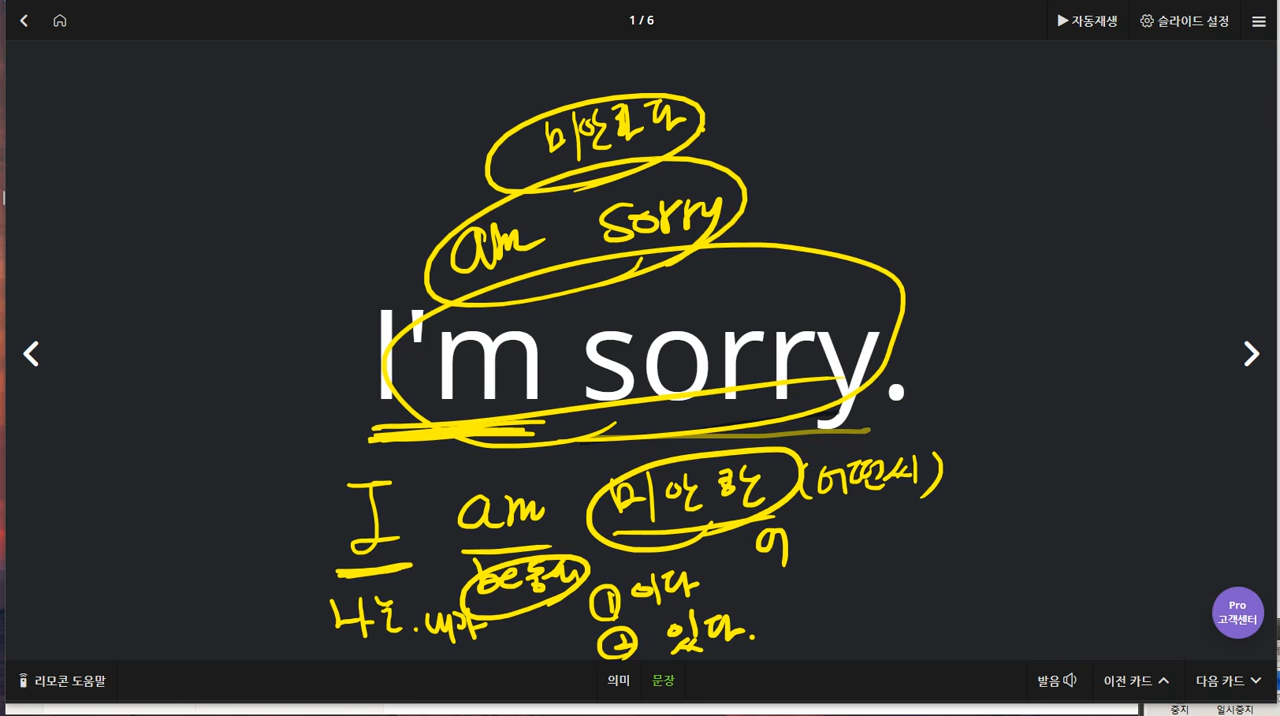 1 / 6
▶ 자동재생
슬라이드 설정
미안하다
am sorry
I'm sorry.
I am 미안한 (어떤씨)
어
be동사
① 이다
나는. 내가
② 있다.
Pro
고객센터
리모콘 도움말
의미
문장
발음
이전 카드
다음 카드
중지
일시중지